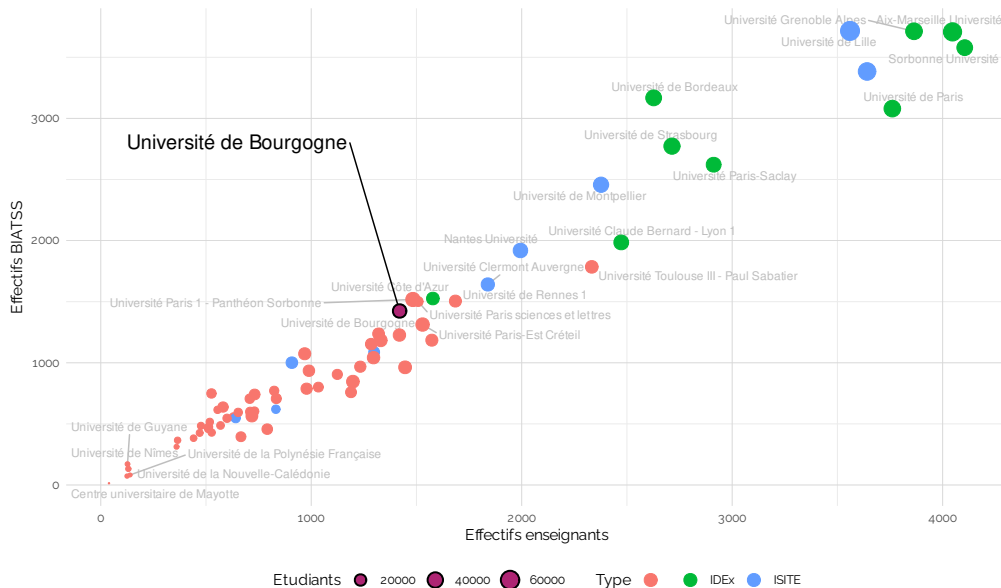 Université Grenoble Alpes
Aix-Marseille Université
Université de Lille
Sorbonne Université
Université de Bordeaux
Université de Paris
3000
Université de Strasbourg
Université de Bourgogne
Université Paris-Saclay
Université de Montpellier
Université Claude Bernard - Lyon 1
Nantes Université
2000
Université Clermont Auvergne
Université Toulouse III - Paul Sabatier
Université Côte d'Azur
Université de Rennes 1
Université Paris 1 - Panthéon Sorbonne
Université Paris sciences et lettres
Université de Bourgogne
Université Paris-Est Créteil
1000
Université de Guyane
Université de Nîmes
Université de la Polynésie Française
Université de la Nouvelle-Calédonie
0
Centre universitaire de Mayotte
Effectifs BIATSS
0 1000 2000 3000 4000
Effectifs enseignants
Etudiants 20000 40000 60000 Type IDEx ISITE